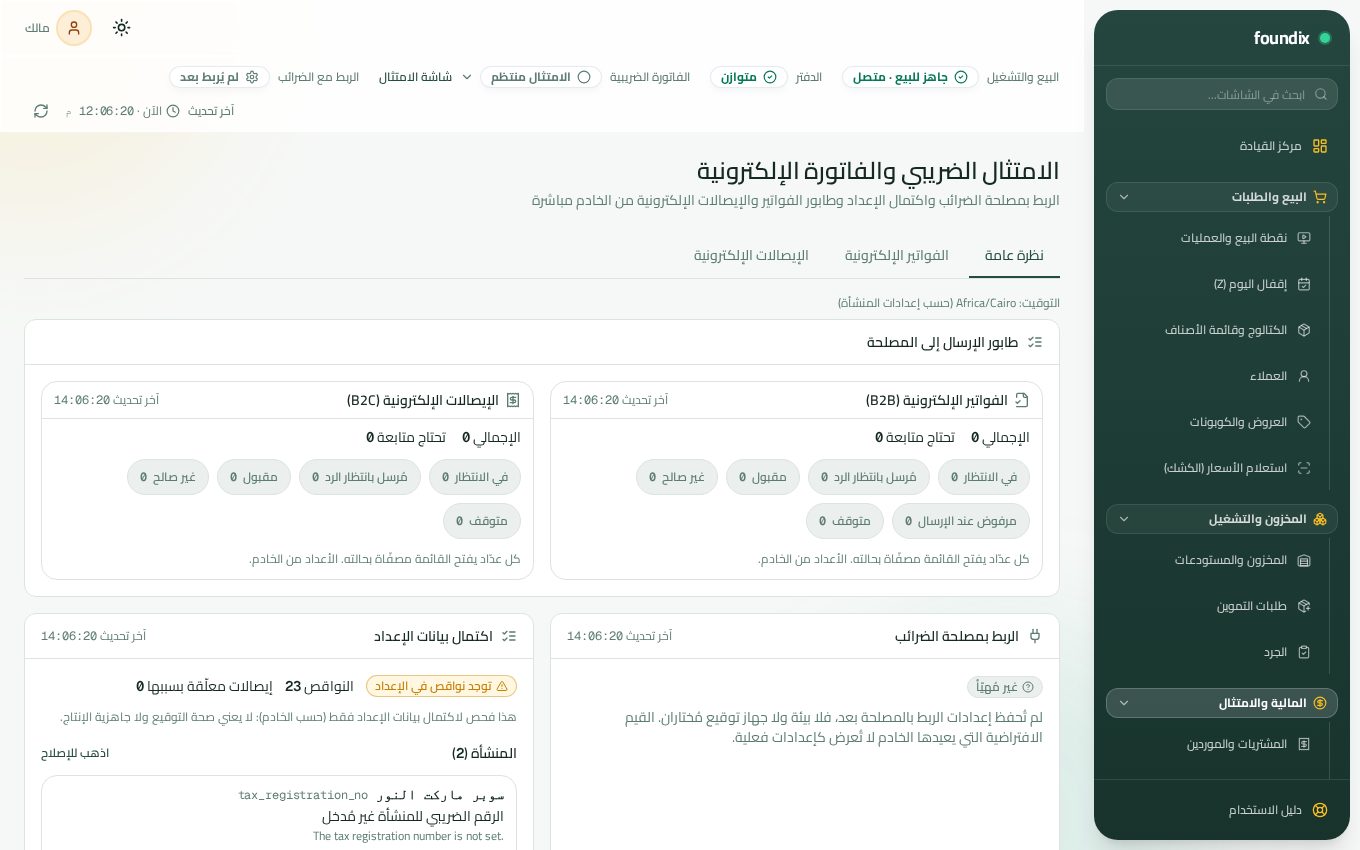 foundix
ابحث في الشاشات...
مركز القيادة
البيع والطلبات
نقطة البيع والعمليات
إقفال اليوم (Z)
الكتالوج وقائمة الأصناف
العملاء
العروض والكوبونات
استعلام الأسعار (الكشك)
المخزون والتشغيل
المخزون والمستودعات
طلبات التموين
الجرد
المالية والامتثال
المشتريات والموردين
دليل الاستخدام
مالك
البيع والتشغيل جاهز للبيع · متصل الدفتر متوازن الفاتورة الضريبية الامتثال منتظم شاشة الامتثال الربط مع الضرائب لم يُربط بعد
آخر تحديث الآن · 12:06:20 م
الامتثال الضريبي والفاتورة الإلكترونية
الربط بمصلحة الضرائب واكتمال الإعداد وطابور الفواتير والإيصالات الإلكترونية من الخادم مباشرة
نظرة عامة الفواتير الإلكترونية الإيصالات الإلكترونية
التوقيت: Africa/Cairo (حسب إعدادات المنشأة)
طابور الإرسال إلى المصلحة
الفواتير الإلكترونية (B2B) آخر تحديث 14:06:20
الإجمالي 0 تحتاج متابعة 0
في الانتظار 0 مُرسل بانتظار الرد 0 مقبول 0 غير صالح 0
مرفوض عند الإرسال 0 متوقف 0
كل عدّاد يفتح القائمة مصفّاة بحالته. الأعداد من الخادم.
الإيصالات الإلكترونية (B2C) آخر تحديث 14:06:20
الإجمالي 0 تحتاج متابعة 0
في الانتظار 0 مُرسل بانتظار الرد 0 مقبول 0 غير صالح 0
متوقف 0
كل عدّاد يفتح القائمة مصفّاة بحالته. الأعداد من الخادم.
الربط بمصلحة الضرائب آخر تحديث 14:06:20
غير مُهيّأ
لم تُحفظ إعدادات الربط بالمصلحة بعد، فلا بيئة ولا جهاز توقيع مُختاران. القيم
الافتراضية التي يعيدها الخادم لا تُعرض كإعدادات فعلية.
اكتمال بيانات الإعداد آخر تحديث 14:06:20
توجد نواقص في الإعداد النواقص 23 إيصالات معلّقة بسببها 0
هذا فحص لاكتمال بيانات الإعداد فقط (حسب الخادم): لا يعني صحة التوقيع ولا جاهزية الإنتاج.
المنشأة (2) اذهب للإصلاح
سوبر ماركت النور tax_registration_no
الرقم الضريبي للمنشأة غير مُدخل
The tax registration number is not set.